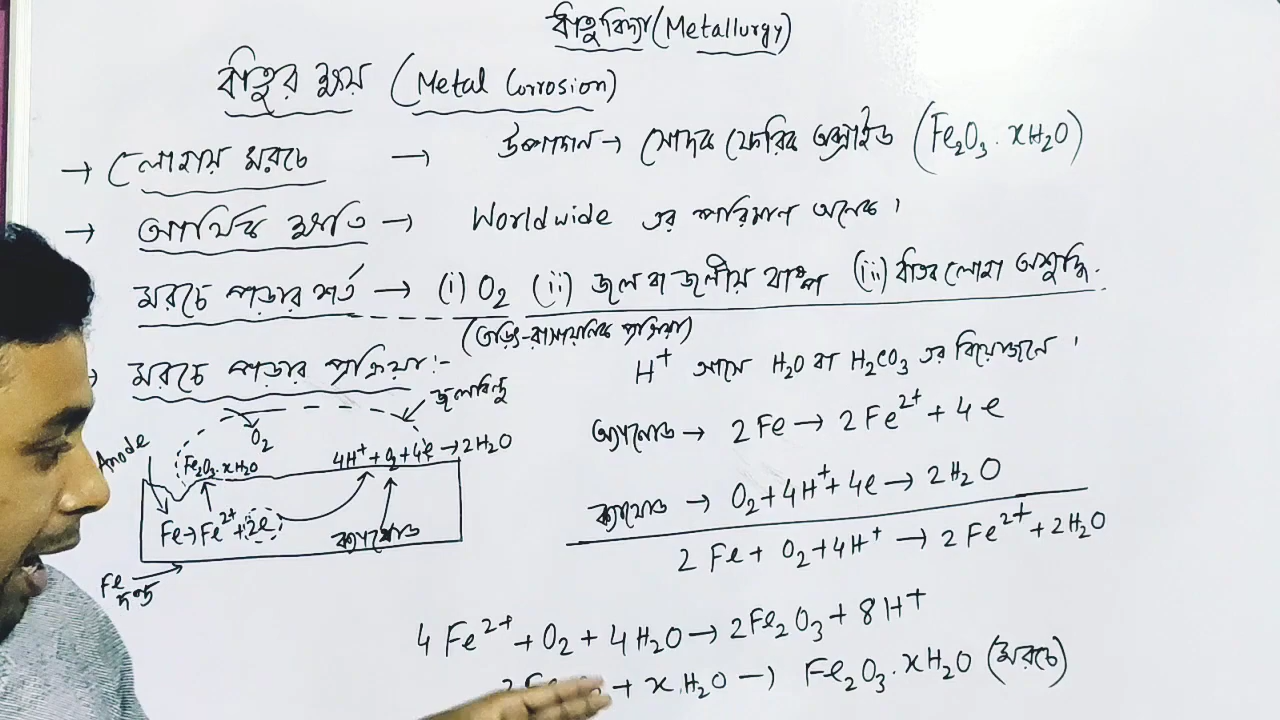 ধাতুবিদ্যা (Metallurgy)
ধাতুর ক্ষয় (Metal Corrosion)
→ লোহায় মরচে → উপাদান → সোদক ফেরিক অক্সাইড (Fe₂O₃. xH₂O)
→ আর্থিক ক্ষতি → Worldwide এর পরিমাণ অনেক।
মরচে পড়ার শর্ত → (i) O₂ (ii) জল বা জলীয় বাষ্প (iii) লোহা অশুদ্ধি.
(তড়িৎ-রাসায়নিক প্রক্রিয়া)
মরচে পড়ার প্রক্রিয়া :-
H⁺ আসে H₂O বা H₂CO₃ এর বিয়োজনে।
জলবিন্দু
Anode
O₂
Fe₂O₃. xH₂O
4H⁺ + O₂ + 4e → 2H₂O
Fe → Fe²⁺ + 2e
ক্যাথোড
Fe দণ্ড
অ্যানোড → 2Fe → 2Fe²⁺ + 4e
ক্যাথোড → O₂ + 4H⁺ + 4e → 2H₂O
2Fe + O₂ + 4H⁺ → 2Fe²⁺ + 2H₂O
4Fe²⁺ + O₂ + 4H₂O → 2Fe₂O₃ + 8H⁺
+ x.H₂O → Fe₂O₃. xH₂O (মরচে)